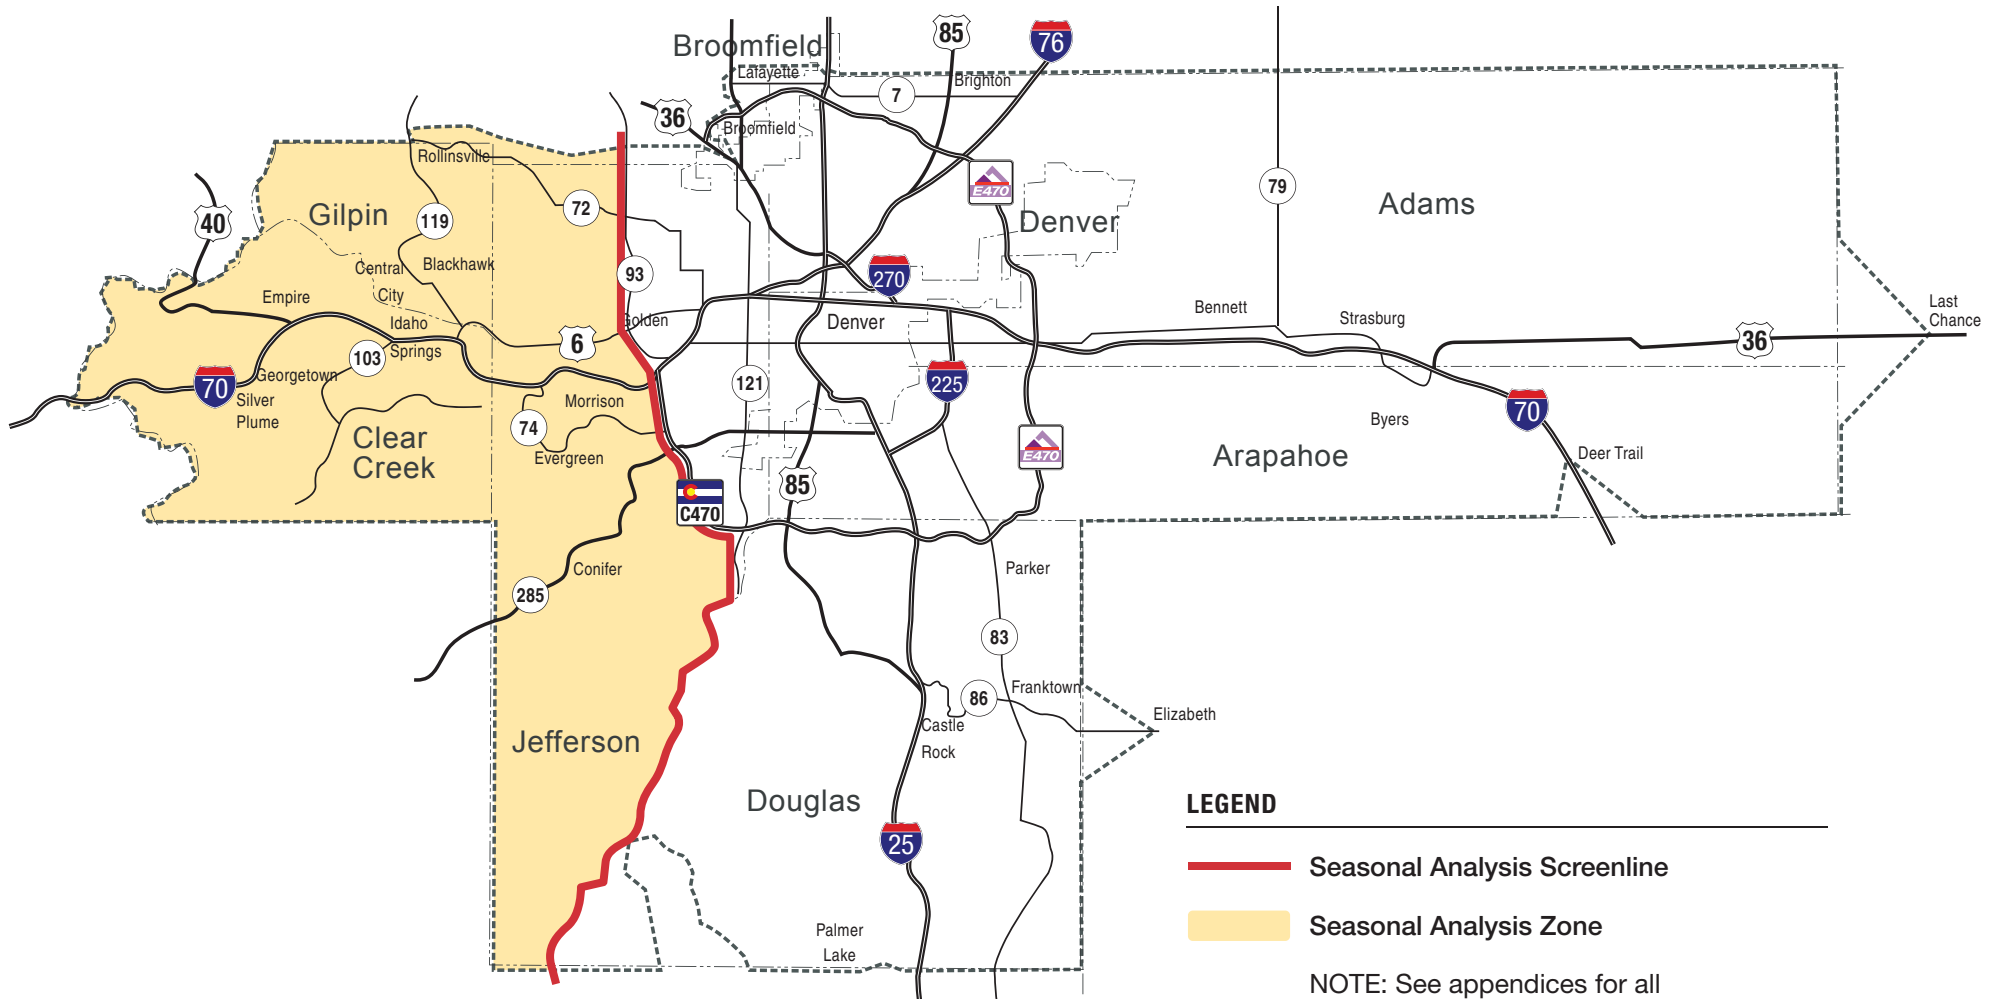 Broomfield
85
76
Lafayette
Brighton
7
36
Broomfield
Rollinsville
E470
79
72
Adams
Gilpin
119
40
Denver
Central
City
Blackhawk
93
270
Empire
Idaho
Springs
Golden
Denver
Bennett
Strasburg
Last
Chance
6
36
103
Georgetown
70
Silver
Plume
121
225
Morrison
70
Byers
74
Clear
Creek
Evergreen
E470
Arapahoe
Deer Trail
85
C470
Conifer
Parker
285
83
86
Franktown
Elizabeth
Castle
Rock
Jefferson
Douglas
25
Palmer
Lake
LEGEND
Seasonal Analysis Screenline
Seasonal Analysis Zone
NOTE: See appendices for all